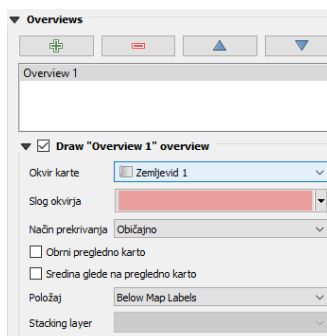 Overviews
Overview 1
Draw "Overview 1" overview
Okvir karte Zemljevid 1
Slog okvirja
Način prekrivanja Običajno
Obrni pregledno karto
Sredina glede na pregledno karto
Položaj Below Map Labels
Stacking layer